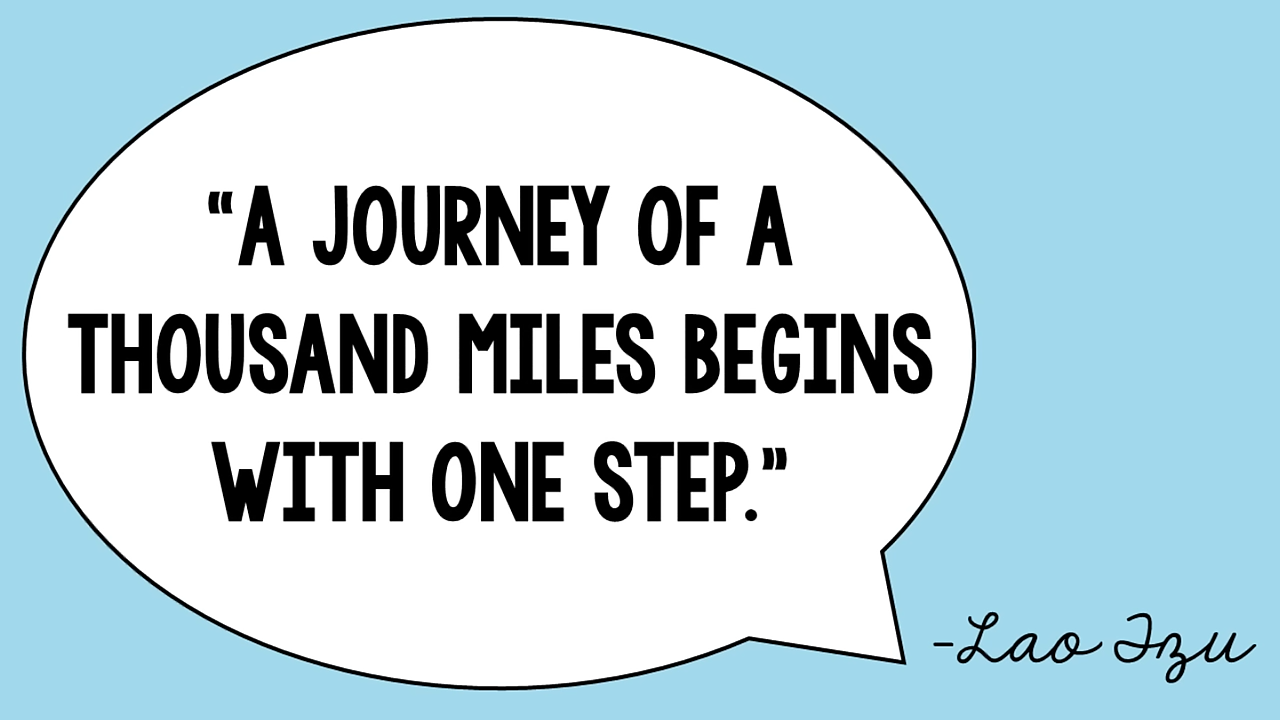 “A JOURNEY OF A
THOUSAND MILES BEGINS
WITH ONE STEP.”
-Lao Tzu